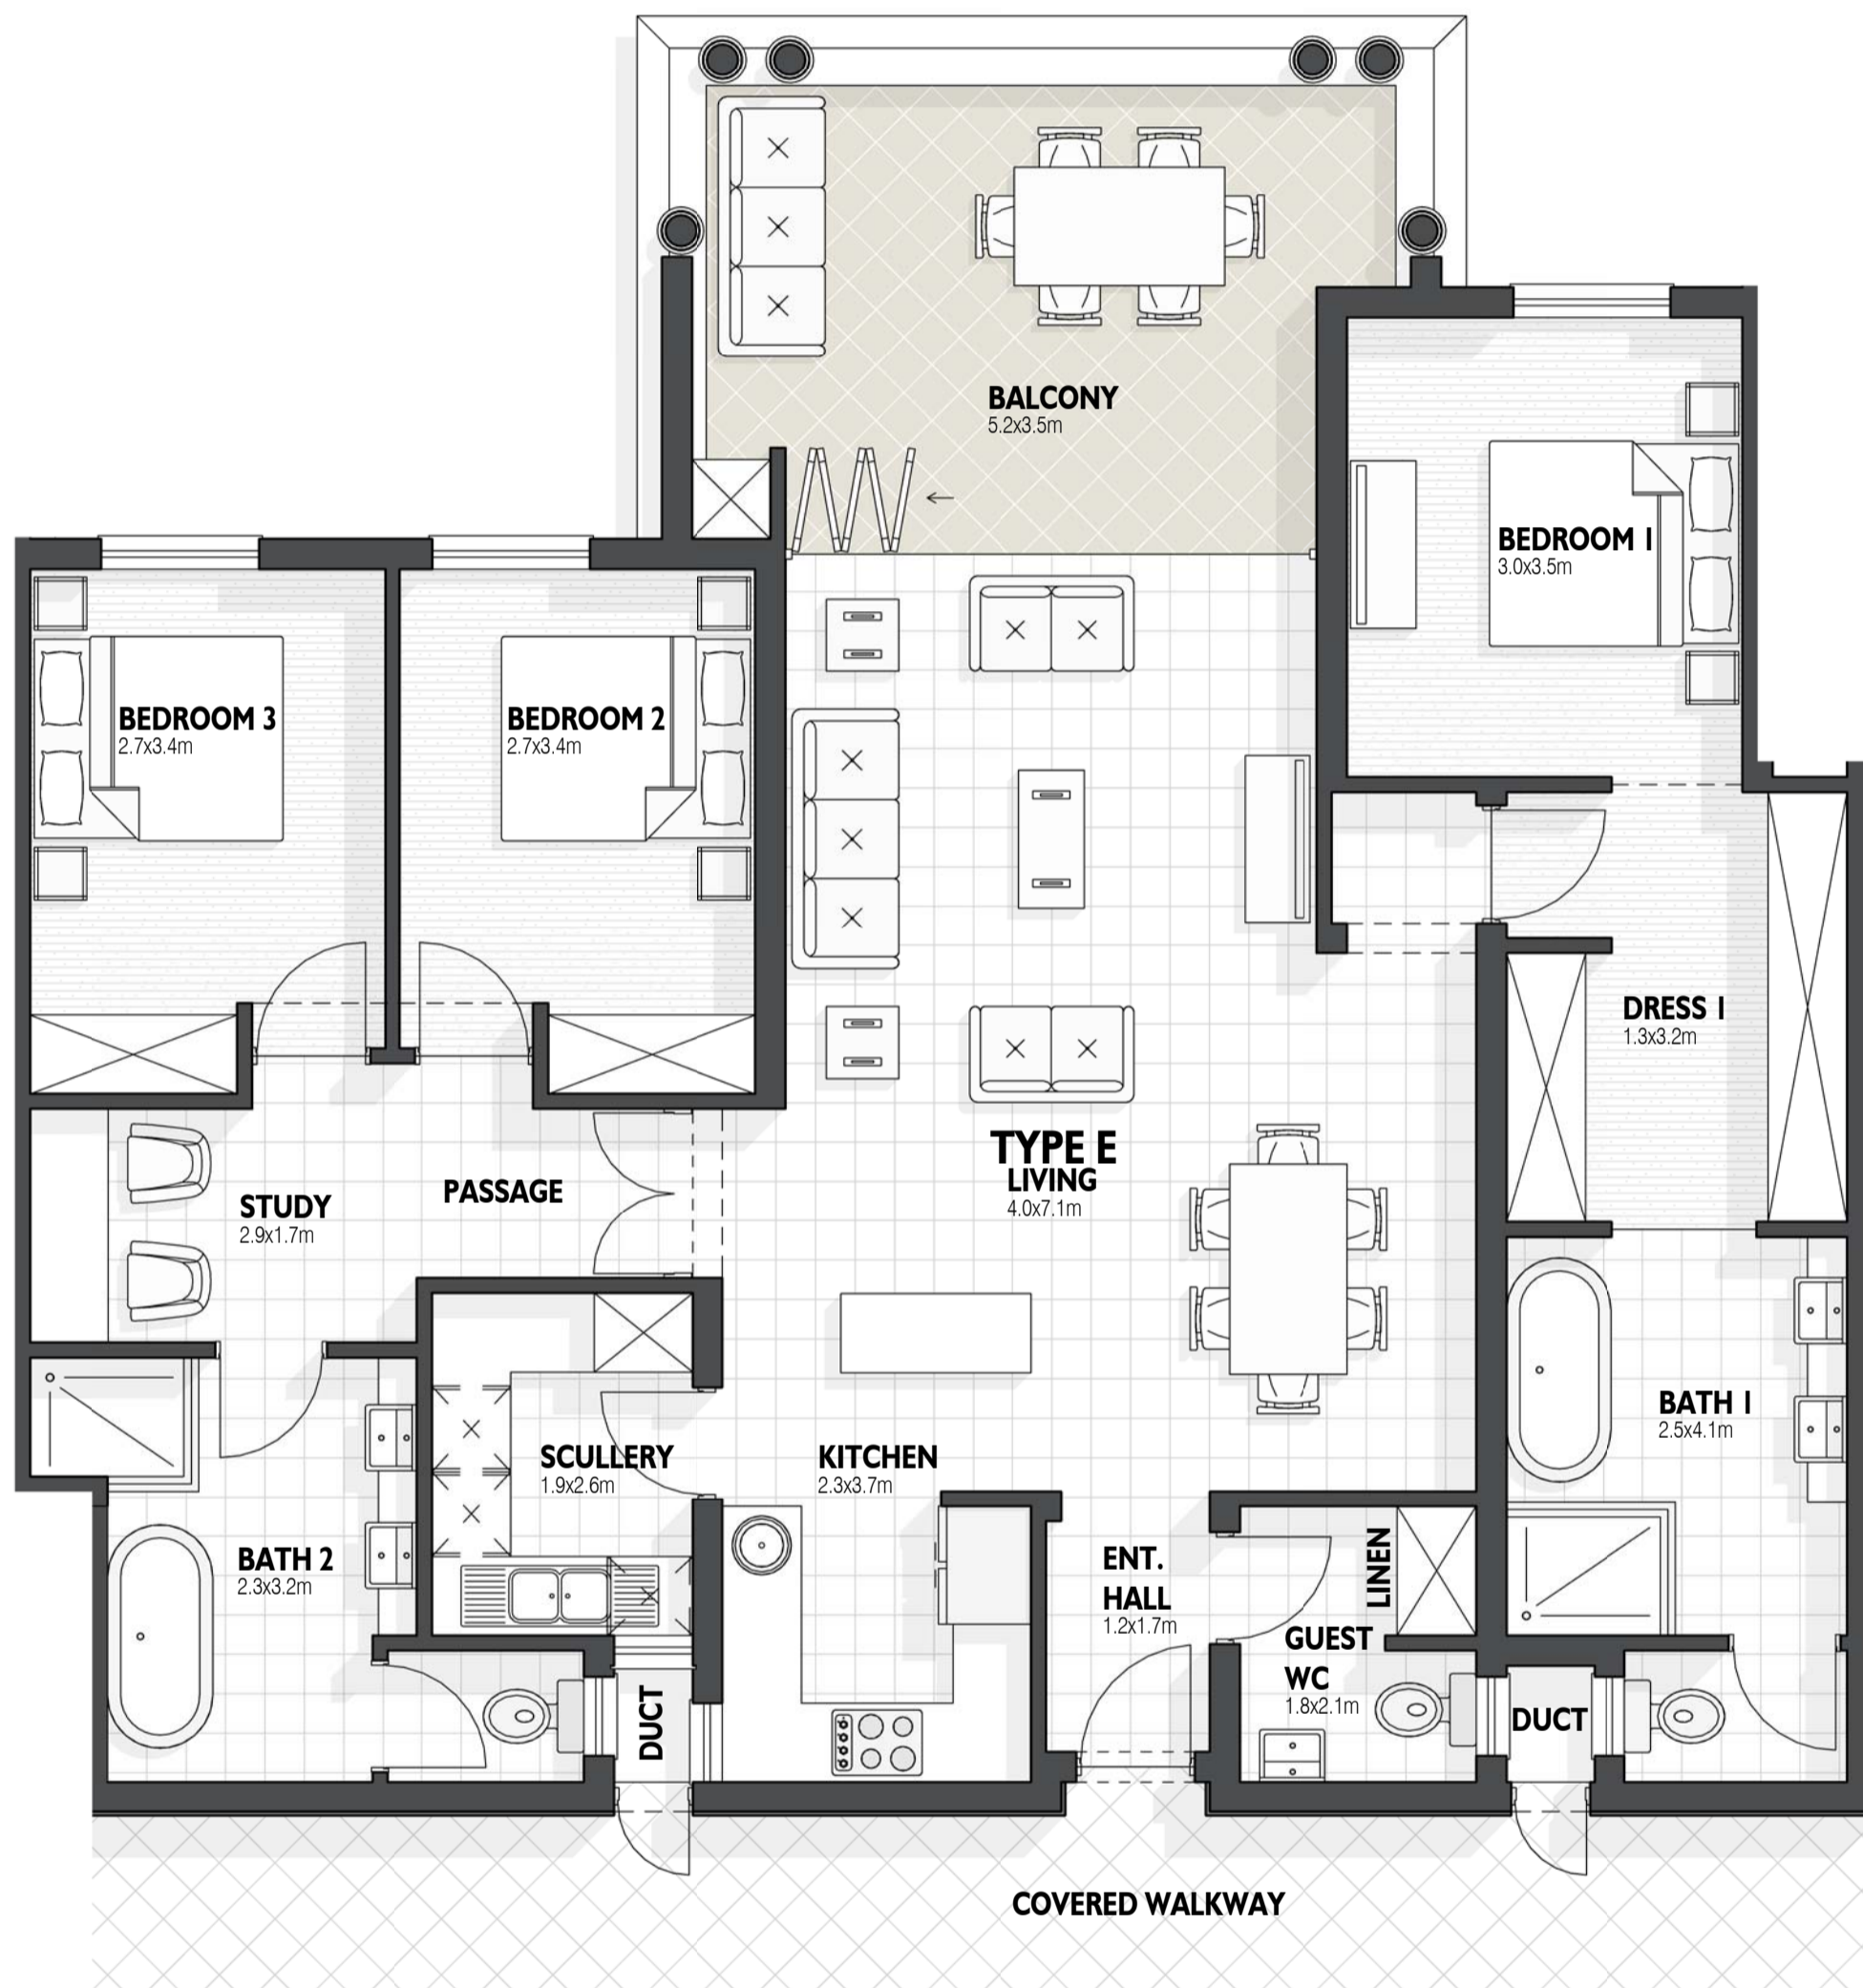 BALCONY
5.2x3.5m
BEDROOM 1
3.0x3.5m
BEDROOM 3
2.7x3.4m
BEDROOM 2
2.7x3.4m
DRESS 1
1.3x3.2m
TYPE E
LIVING
4.0x7.1m
PASSAGE
STUDY
2.9x1.7m
BATH 1
2.5x4.1m
SCULLERY
1.9x2.6m
KITCHEN
2.3x3.7m
BATH 2
2.3x3.2m
ENT.
HALL
1.2x1.7m
LINEN
GUEST
WC
1.8x2.1m
DUCT
DUCT
COVERED WALKWAY